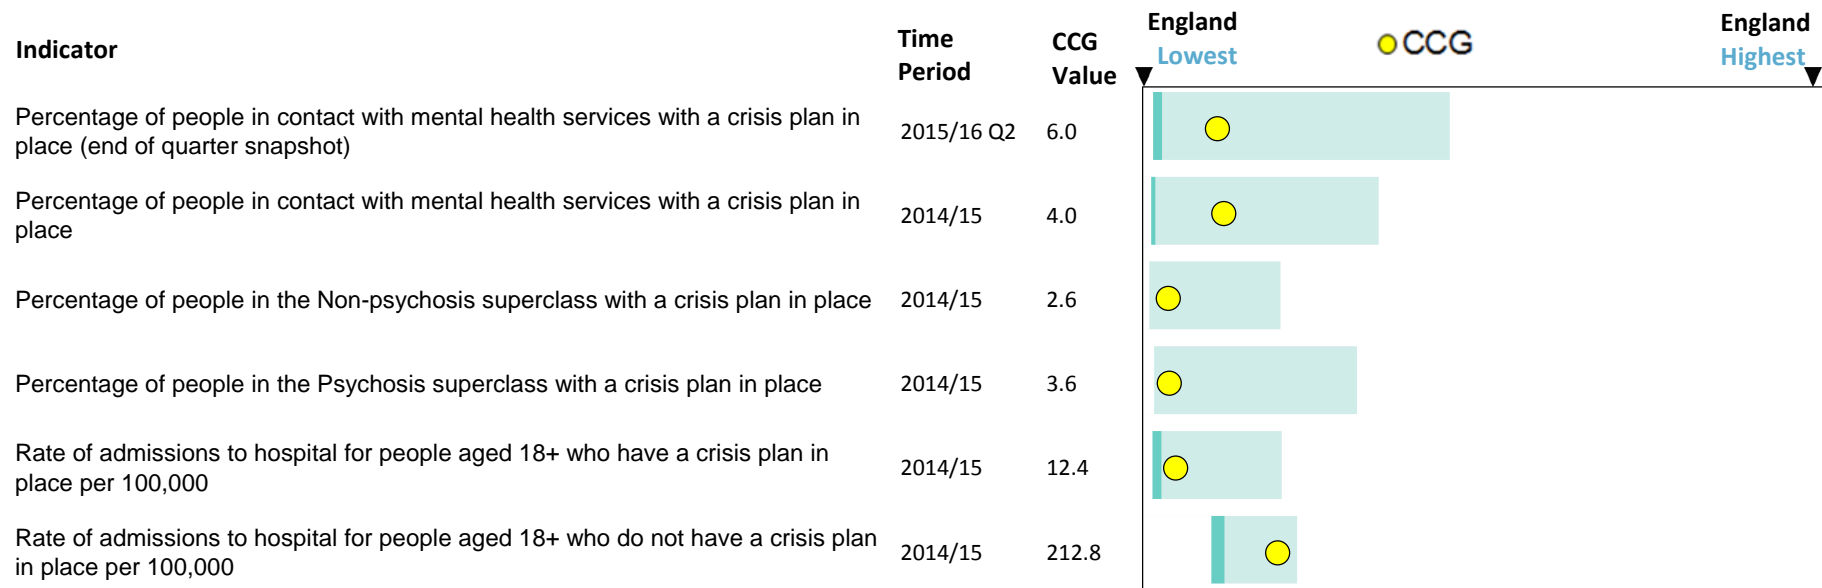 Indicator
Time Period
CCG Value
England Lowest
CCG
England Highest
Percentage of people in contact with mental health services with a crisis plan in
place (end of quarter snapshot)
2015/16 Q2
6.0
Percentage of people in contact with mental health services with a crisis plan in
place
2014/15
4.0
Percentage of people in the Non-psychosis superclass with a crisis plan in place
2014/15
2.6
Percentage of people in the Psychosis superclass with a crisis plan in place
2014/15
3.6
Rate of admissions to hospital for people aged 18+ who have a crisis plan in
place per 100,000
2014/15
12.4
Rate of admissions to hospital for people aged 18+ who do not have a crisis plan
in place per 100,000
2014/15
212.8